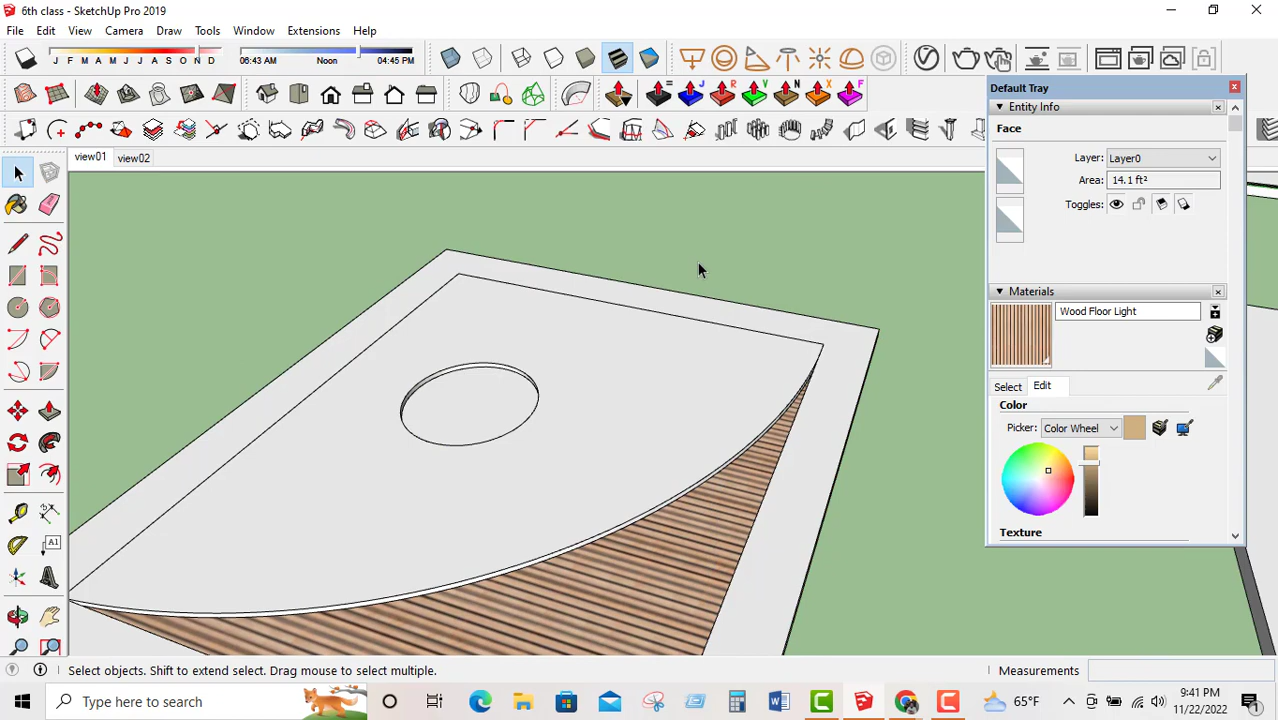 6th class - SketchUp Pro 2019
File Edit View Camera Draw Tools Window Extensions Help
J F M A M J J A S O N D 06:43 AM Noon 04:45 PM
= J R V N X F
view01 view02
Default Tray
Entity Info
Face
Layer: Layer0
Area: 14.1 ft²
Toggles:
Materials
Wood Floor Light
Select Edit
Color
Picker: Color Wheel
Texture
A1
Select objects. Shift to extend select. Drag mouse to select multiple.
Measurements
Type here to search
65°F
9:41 PM
11/22/2022
1